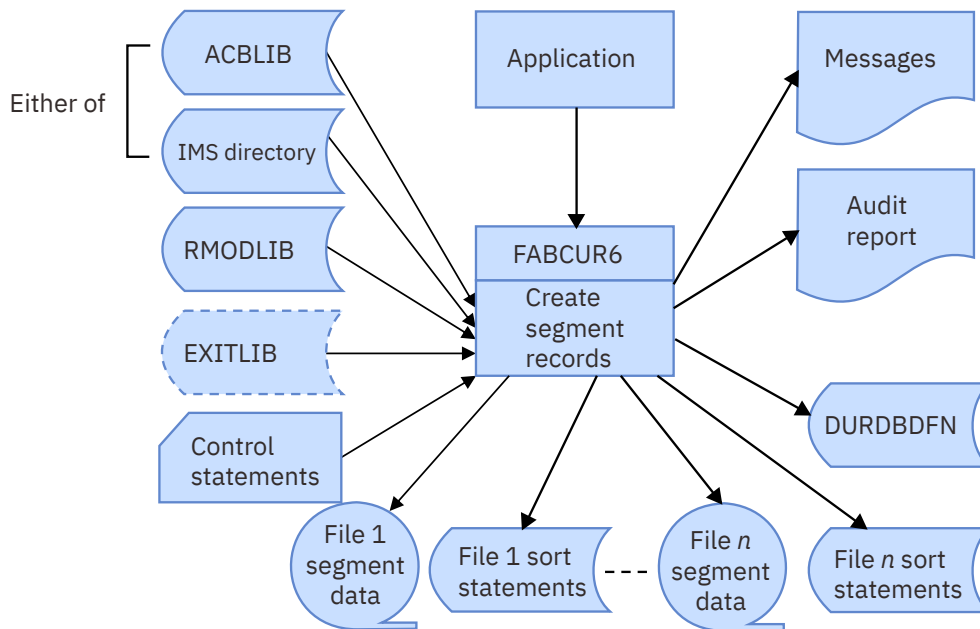 ACBLIB
Either of
IMS directory
RMODLIB
EXITLIB
Control
statements
Application
FABCUR6
Create
segment
records
Messages
Audit
report
DURDBDFN
File 1
segment
data
File 1 sort
statements
File n
segment
data
File n sort
statements